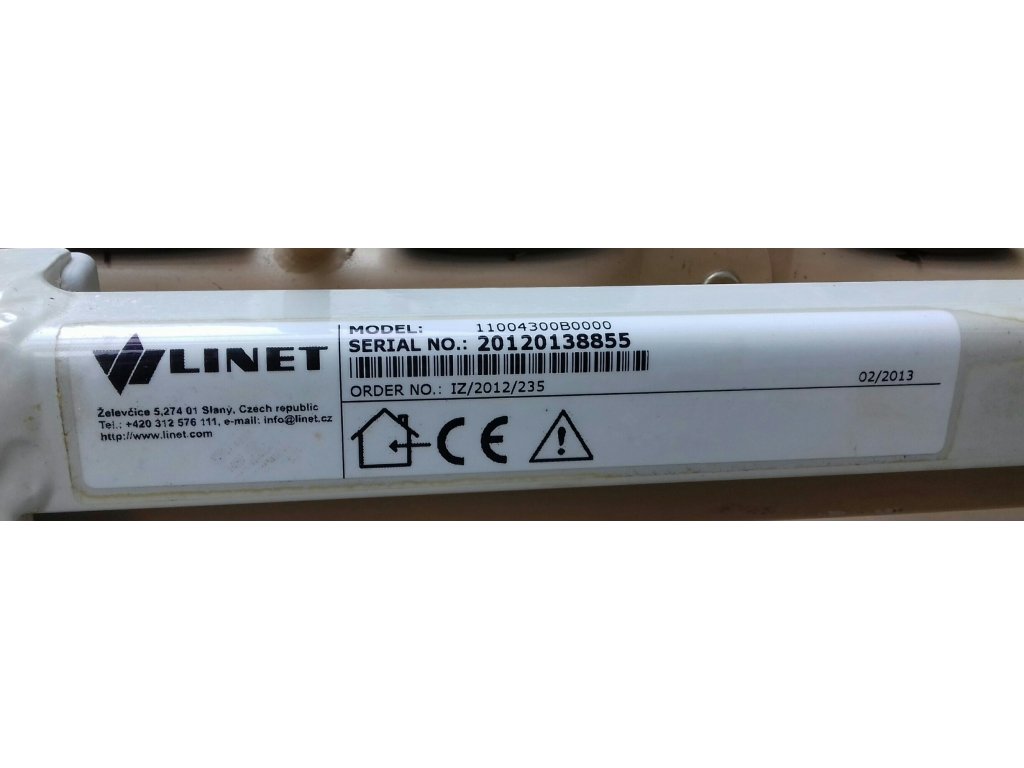 LINET
Želevčice 5,274 01 Slaný, Czech republic
Tel.: +420 312 576 111, e-mail: info@linet.cz
http://www.linet.com
MODEL: 11004300B0000
SERIAL NO.: 20120138855
ORDER NO.: IZ/2012/235 02/2013
CE